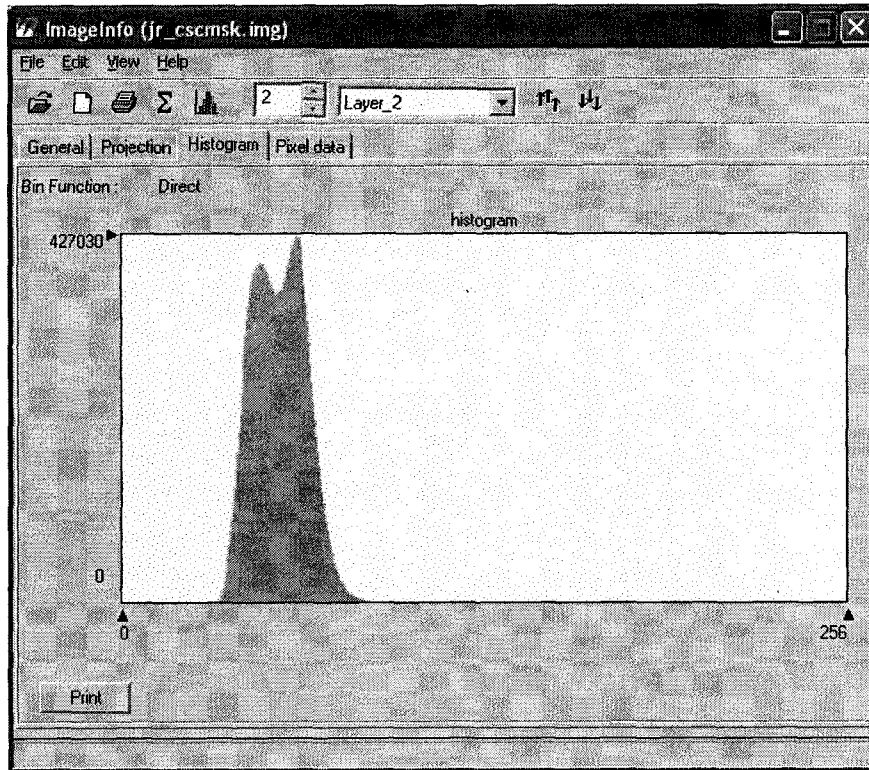 ImageInfo (jr_cscmsk.img)
File Edit View Help
Σ 2 Layer_2
General Projection Histogram Pixel data
Bin Function : Direct
histogram
427030
0
0 256
Print